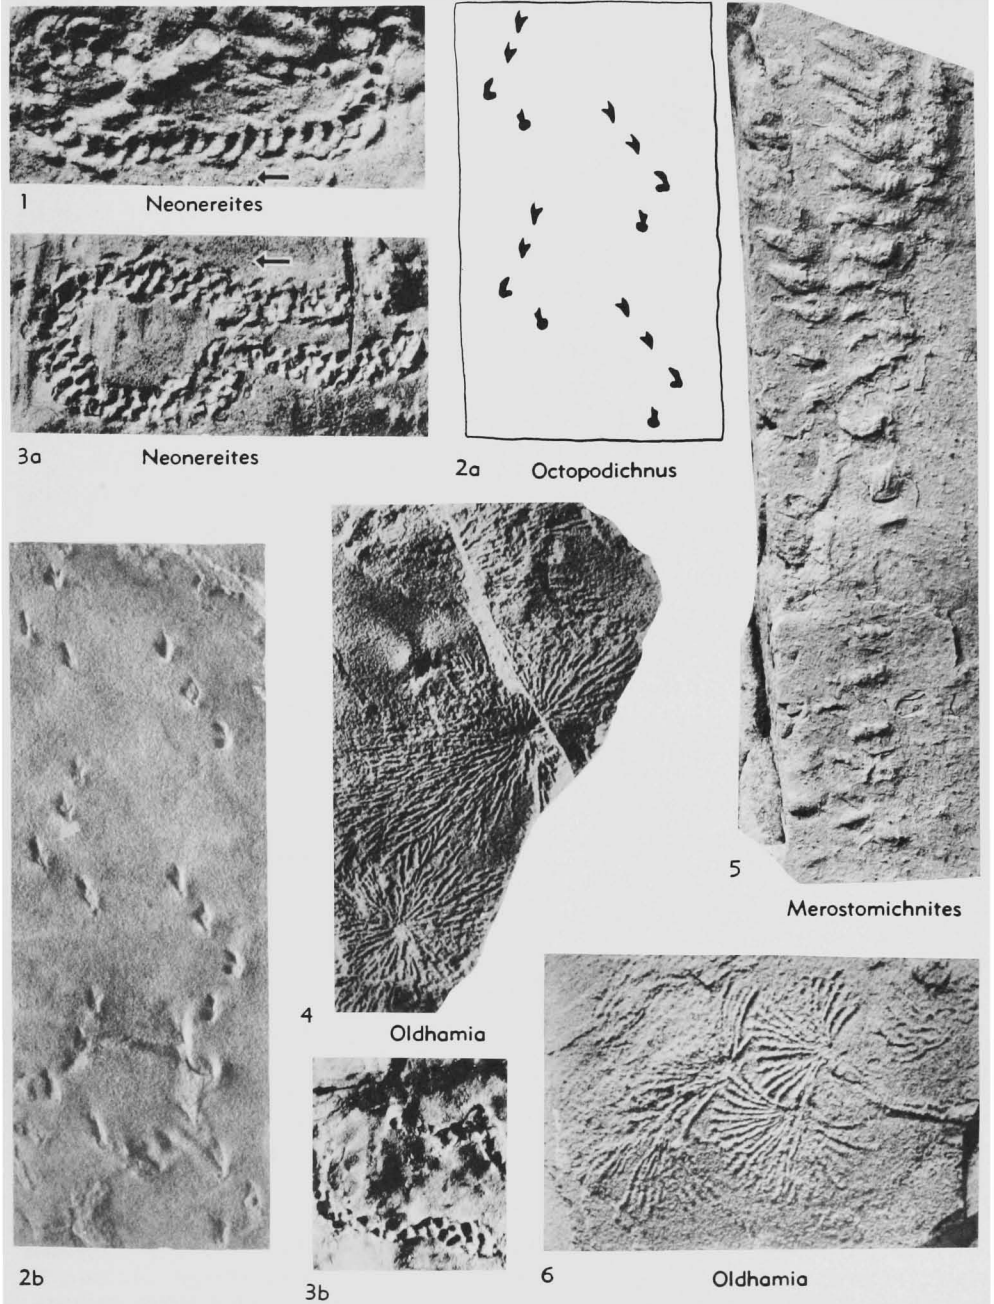 1
Neonereites
3a
Neonereites
2a
Octopodichnus
5
Merostomichnites
4
Oldhamia
2b
3b
6
Oldhamia